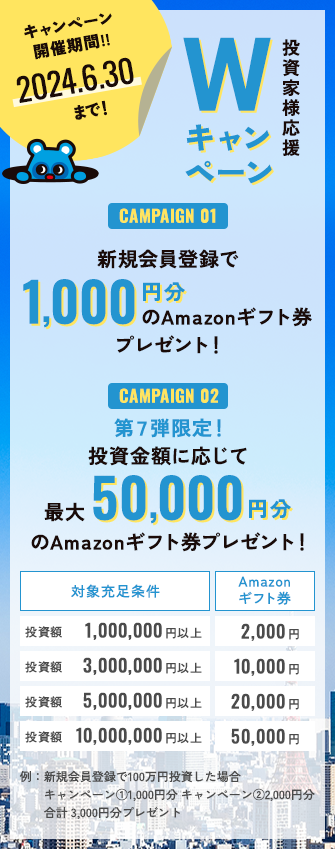 キャンペーン
開催期間!!
2024.6.30
まで!
投資家様応援
W
キャン
ペーン
CAMPAIGN 01
新規会員登録で
1,000円分
のAmazonギフト券
プレゼント!
CAMPAIGN 02
第7弾限定!
投資金額に応じて
最大50,000円分
のAmazonギフト券プレゼント!
対象充足条件 Amazonギフト券
投資額 1,000,000円以上 2,000円
投資額 3,000,000円以上 10,000円
投資額 5,000,000円以上 20,000円
投資額 10,000,000円以上 50,000円
例：新規会員登録で100万円投資した場合
キャンペーン①1,000円分 キャンペーン②2,000円分
合計 3,000円分プレゼント